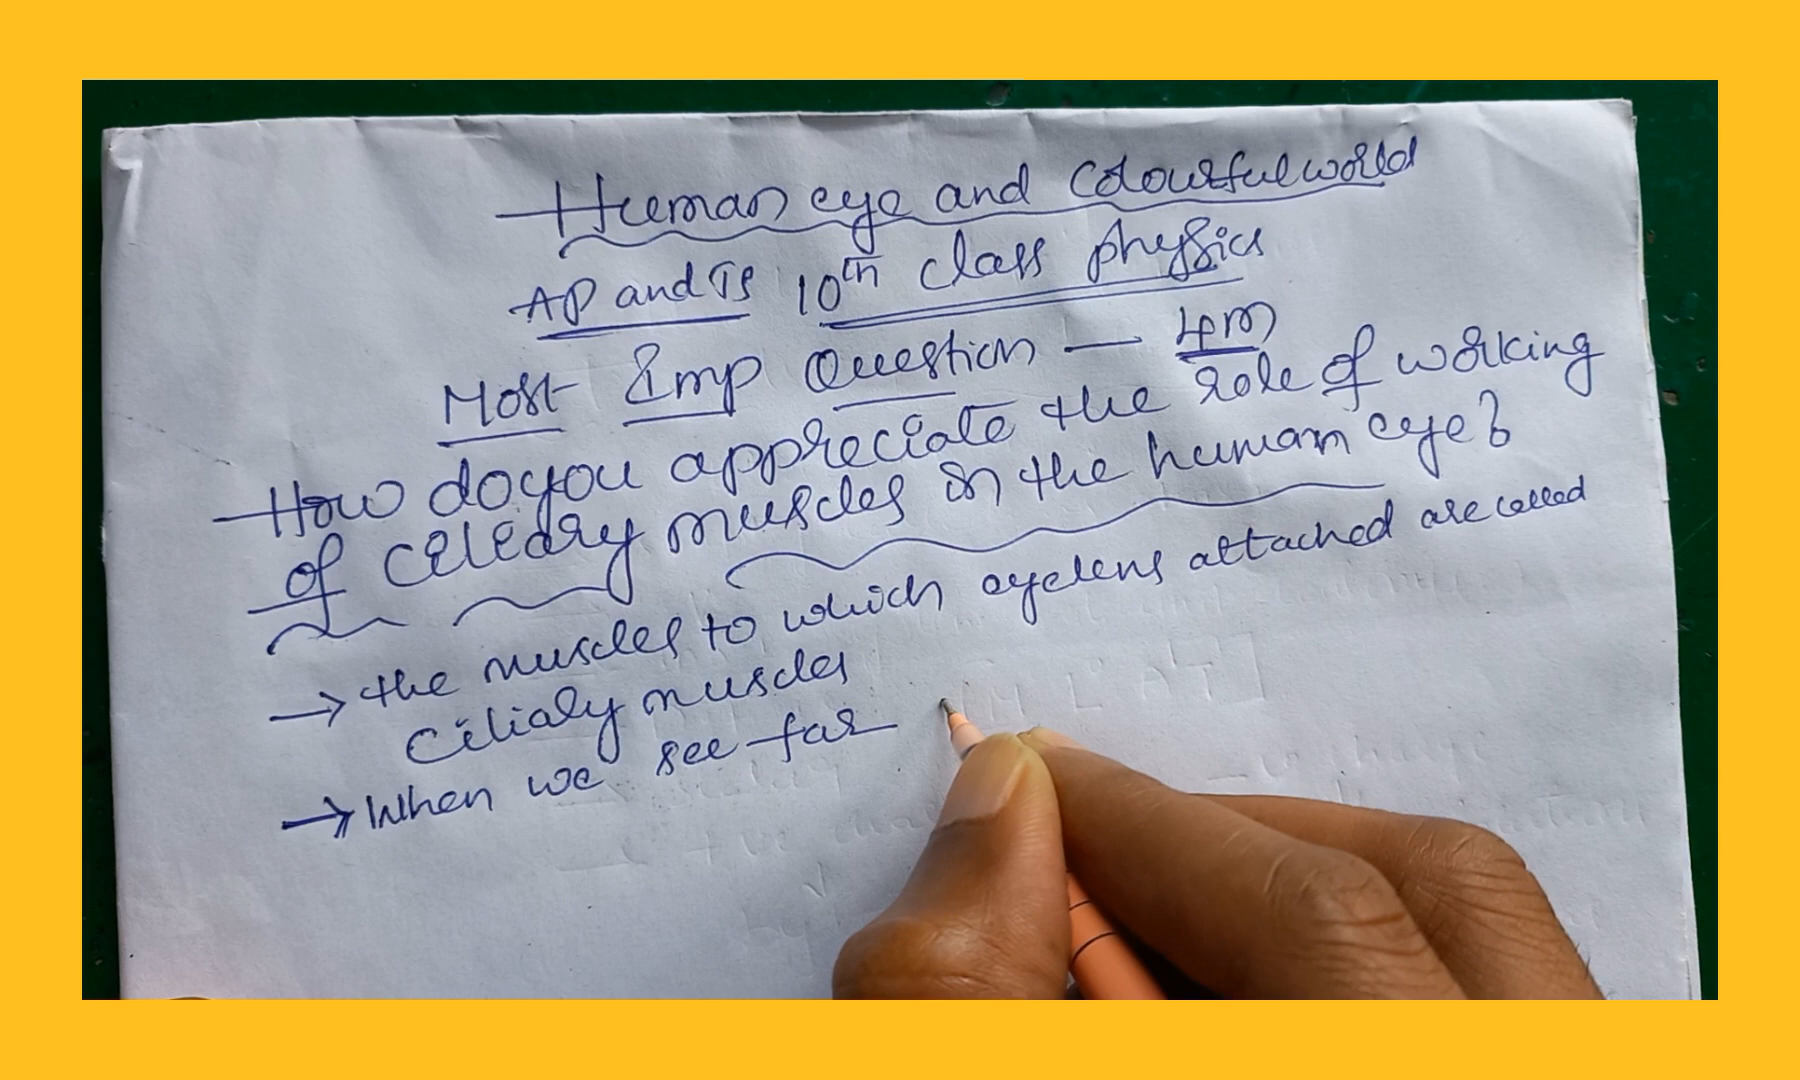 Human eye and Colourful world
AP and TS 10th class physics
Most Imp Question — 4m
How do you appreciate the role of working
of ciliary muscles in the human eye?
→ the muscles to which eyelens attached are called
Cilialy muscles
→ When we see far